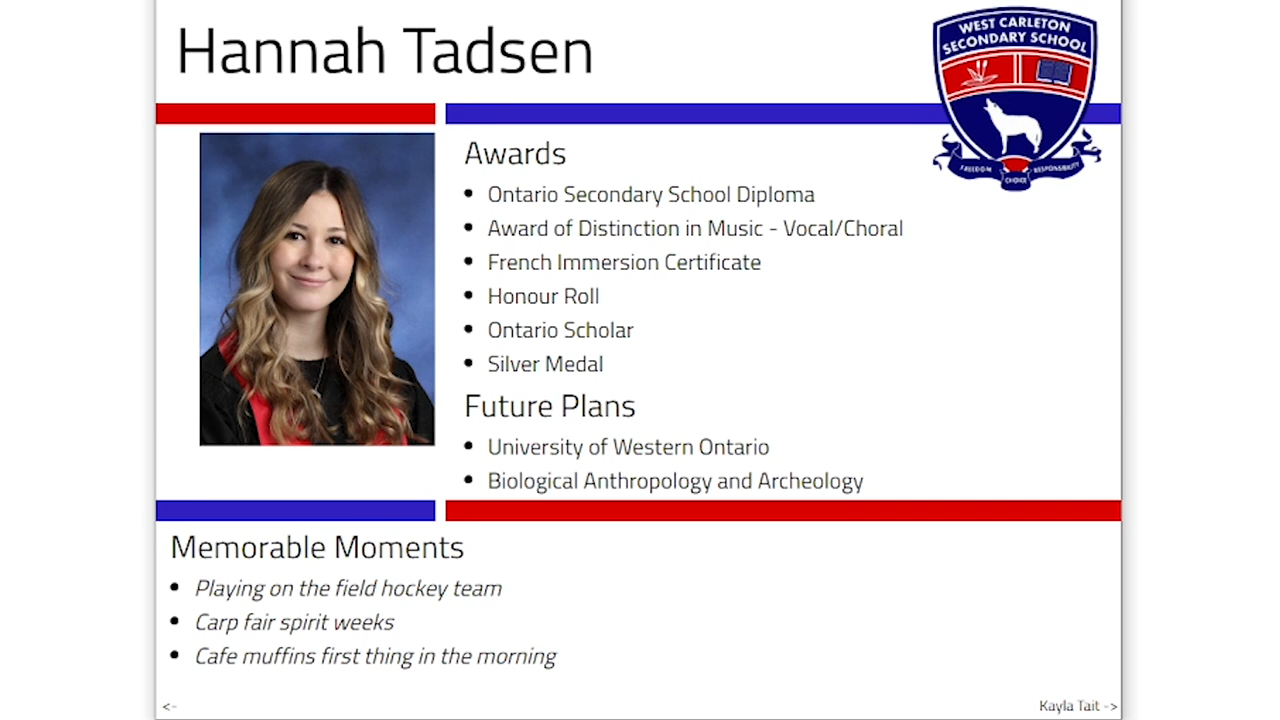 Hannah Tadsen
WEST CARLETON
SECONDARY SCHOOL
FREEDOM
CHOICE
RESPONSIBILITY
Awards
• Ontario Secondary School Diploma
• Award of Distinction in Music - Vocal/Choral
• French Immersion Certificate
• Honour Roll
• Ontario Scholar
• Silver Medal
Future Plans
• University of Western Ontario
• Biological Anthropology and Archeology
Memorable Moments
• Playing on the field hockey team
• Carp fair spirit weeks
• Cafe muffins first thing in the morning
<-
Kayla Tait ->